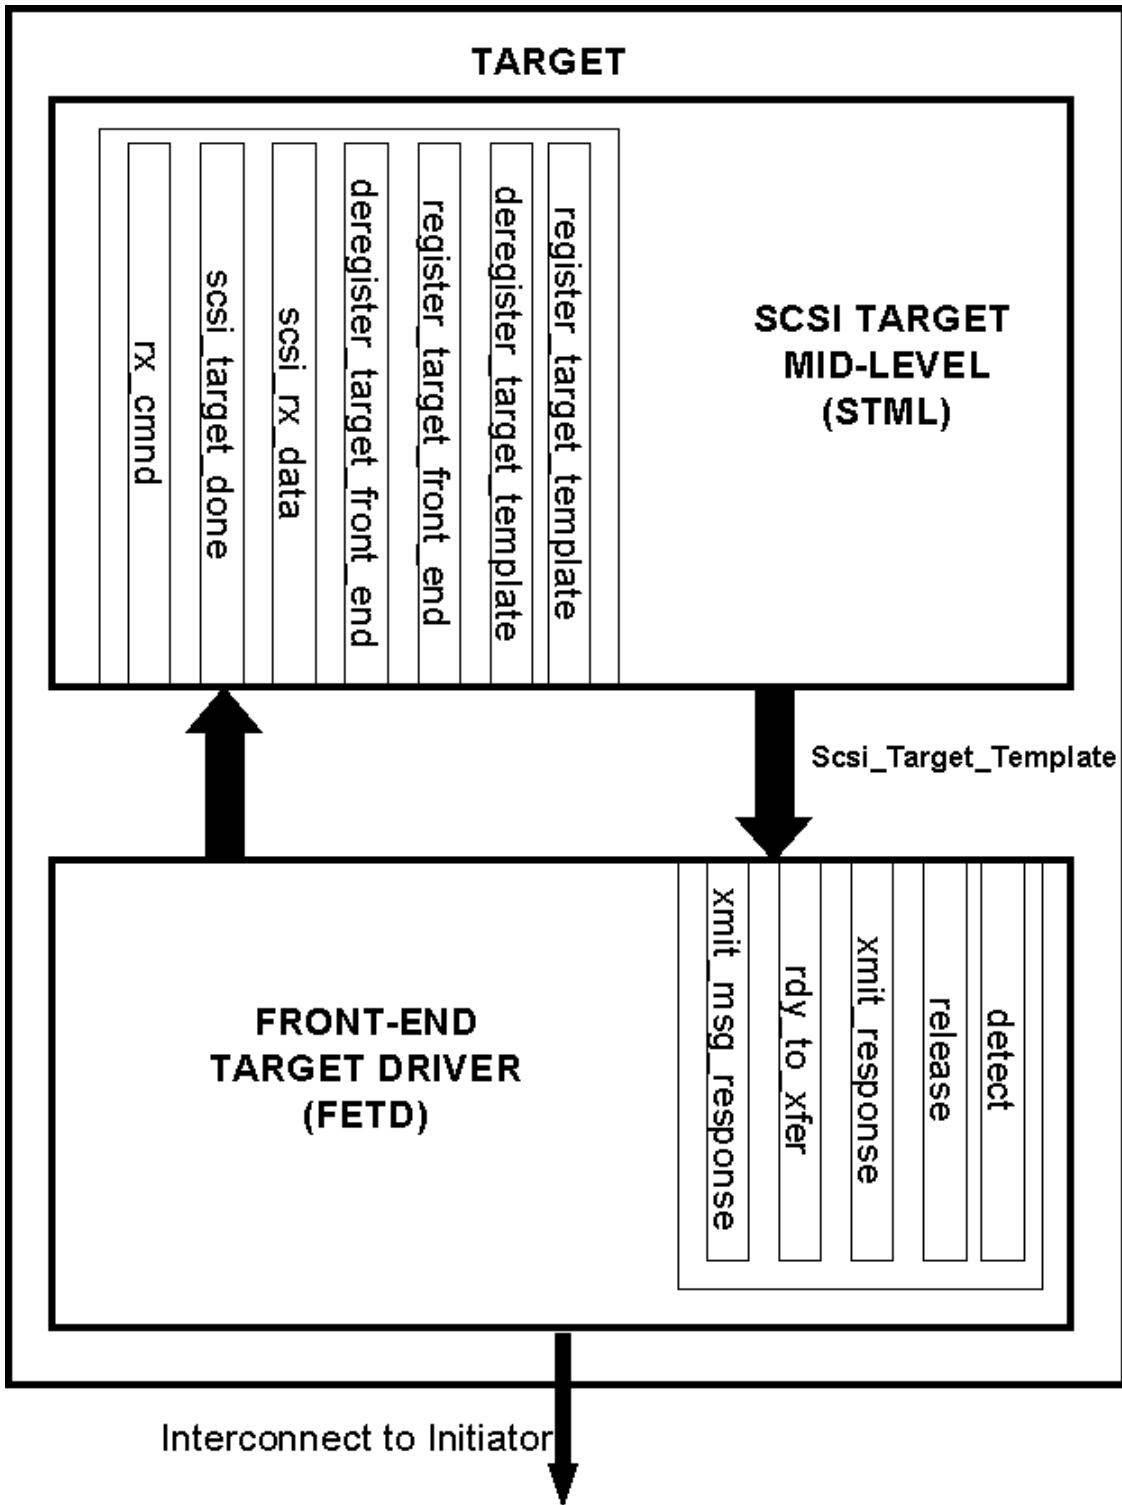 TARGET
rx_cmnd
scsi_target_done
scsi_rx_data
deregister_target_front_end
register_target_front_end
deregister_target_template
register_target_template
SCSI TARGET
MID-LEVEL
(STML)
Scsi_Target_Template
FRONT-END
TARGET DRIVER
(FETD)
xmit_msg_response
rdy_to_xfer
xmit_response
release
detect
Interconnect to Initiator